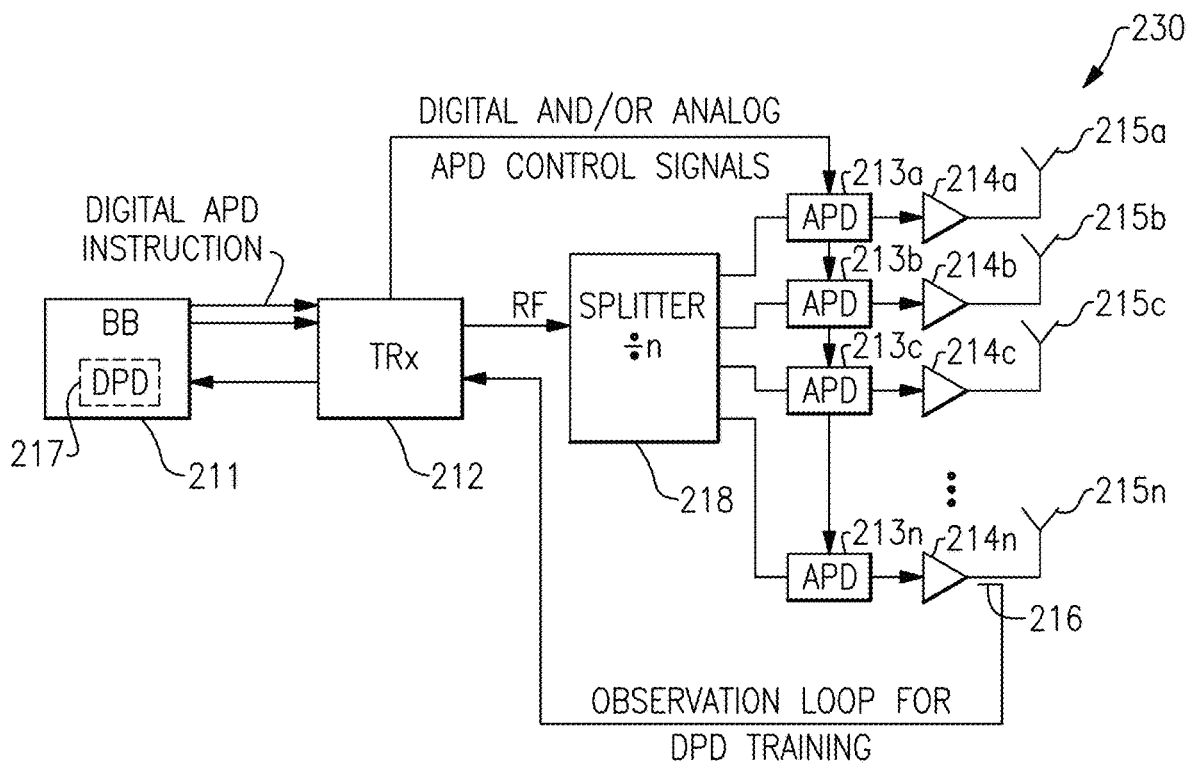 230
DIGITAL AND/OR ANALOG
APD CONTROL SIGNALS
215a
213a
214a
APD
DIGITAL APD
INSTRUCTION
215b
213b
214b
APD
215c
213c
214c
APD
BB
DPD
TRx
RF
SPLITTER
÷n
217
211
212
218
215n
213n
214n
APD
216
OBSERVATION LOOP FOR
DPD TRAINING